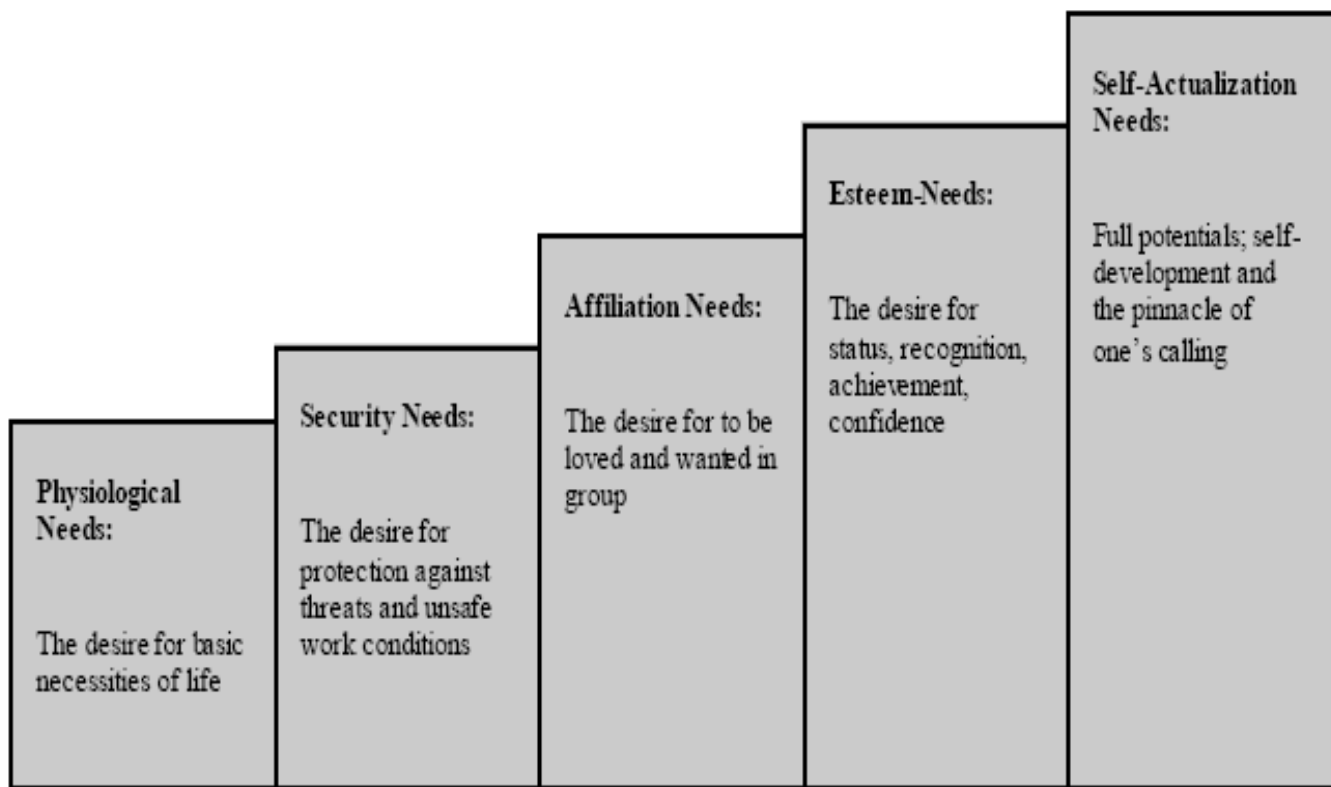 Physiological
Needs:
The desire for basic
necessities of life
Security Needs:
The desire for
protection against
threats and unsafe
work conditions
Affiliation Needs:
The desire for to be
loved and wanted in
group
Esteem-Needs:
The desire for
status, recognition,
achievement,
confidence
Self-Actualization
Needs:
Full potentials; self-
development and
the pinnacle of
one's calling